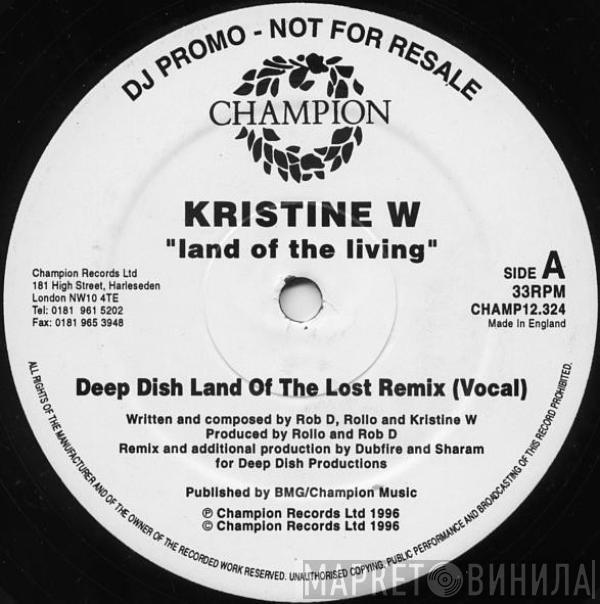 DJ PROMO - NOT FOR RESALE
CHAMPION
KRISTINE W
"land of the living"
Champion Records Ltd
181 High Street, Harleseden
London NW10 4TE
Tel: 0181 961 5202
Fax: 0181 965 3948
SIDE A
33RPM
CHAMP12.324
Made in England
Deep Dish Land Of The Lost Remix (Vocal)
Written and composed by Rob D, Rollo and Kristine W
Produced by Rollo and Rob D
Remix and additional production by Dubfire and Sharam
for Deep Dish Productions
Published by BMG/Champion Music
℗ Champion Records Ltd 1996
© Champion Records Ltd 1996
ALL RIGHTS OF THE MANUFACTURER AND OF THE OWNER OF THE RECORDED WORK RESERVED. UNAUTHORISED COPYING, PUBLIC PERFORMANCE AND BROADCASTING OF THIS RECORD PROHIBITED.
МАРКЕТ ВИНИЛА